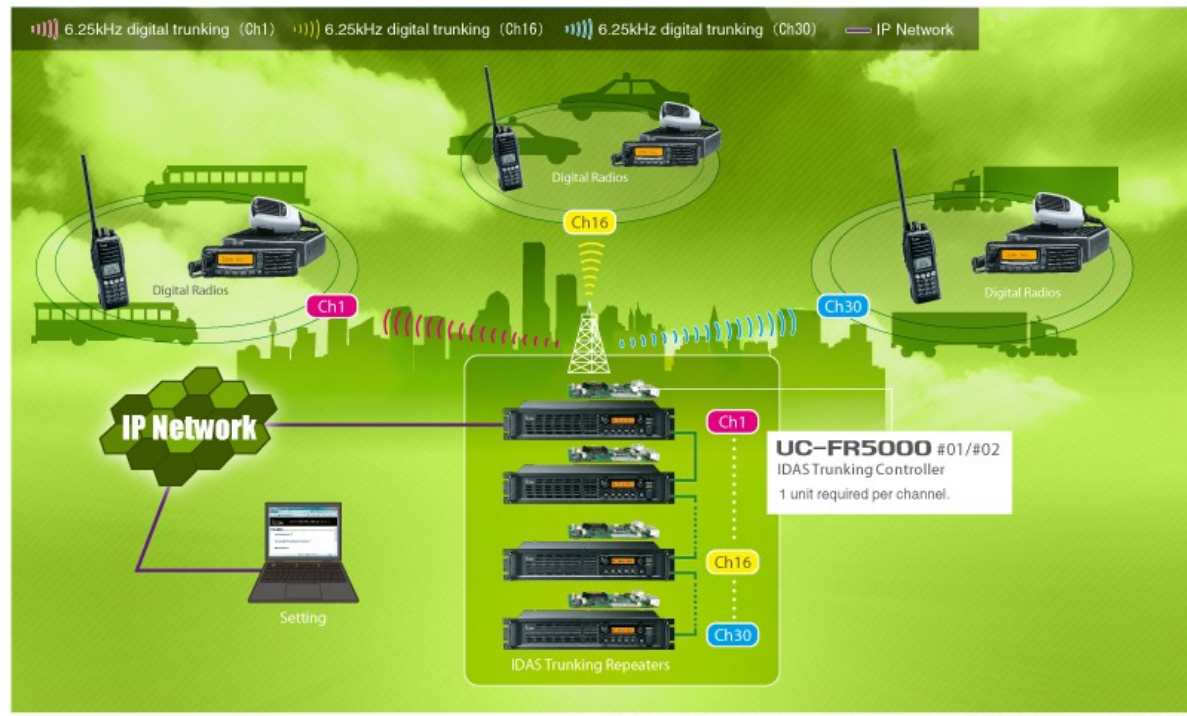 6.25kHz digital trunking (Ch1)
6.25kHz digital trunking (Ch16)
6.25kHz digital trunking (Ch30)
IP Network
Digital Radios
Ch16
Digital Radios
Ch1
Digital Radios
Ch30
IP Network
Ch1
UC-FR5000 #01/#02
IDAS Trunking Controller
1 unit required per channel.
Ch16
Setting
Ch30
IDAS Trunking Repeaters